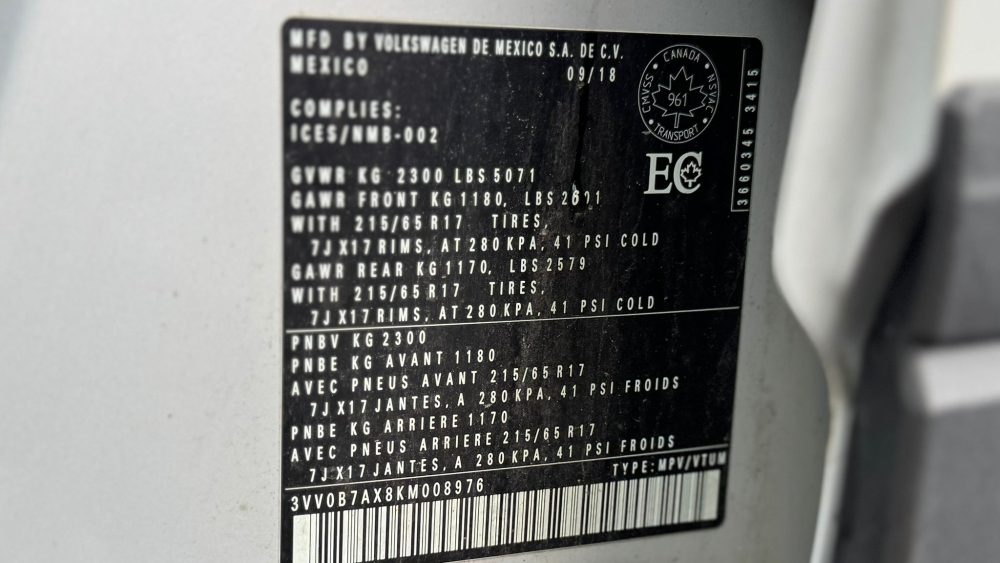 MFD BY VOLKSWAGEN DE MEXICO S.A. DE C.V.
MEXICO 09/18
COMPLIES:
ICES/NMB-002
CANADA
CMVSS
NSVAC
961
TRANSPORT
EC
3660345 3415
GVWR KG 2300 LBS 5071
GAWR FRONT KG 1180, LBS 2601
WITH 215/65 R17 TIRES,
7J X17 RIMS, AT 280 KPA, 41 PSI COLD
GAWR REAR KG 1170, LBS 2579
WITH 215/65 R17 TIRES,
7J X17 RIMS, AT 280 KPA, 41 PSI COLD
PNBV KG 2300
PNBE KG AVANT 1180
AVEC PNEUS AVANT 215/65 R17
7J X17 JANTES, A 280 KPA, 41 PSI FROIDS
PNBE KG ARRIERE 1170
AVEC PNEUS ARRIERE 215/65 R17
7J X17 JANTES, A 280 KPA, 41 PSI FROIDS
TYPE: MPV/VTUM
3VV0B7AX8KM008976